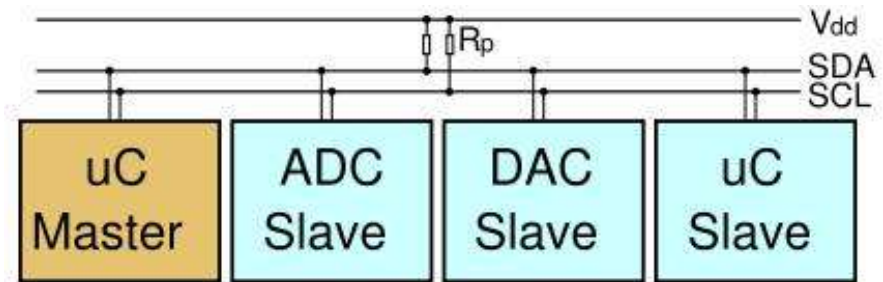 Vdd
Rp
SDA
SCL
uC
Master
ADC
Slave
DAC
Slave
uC
Slave